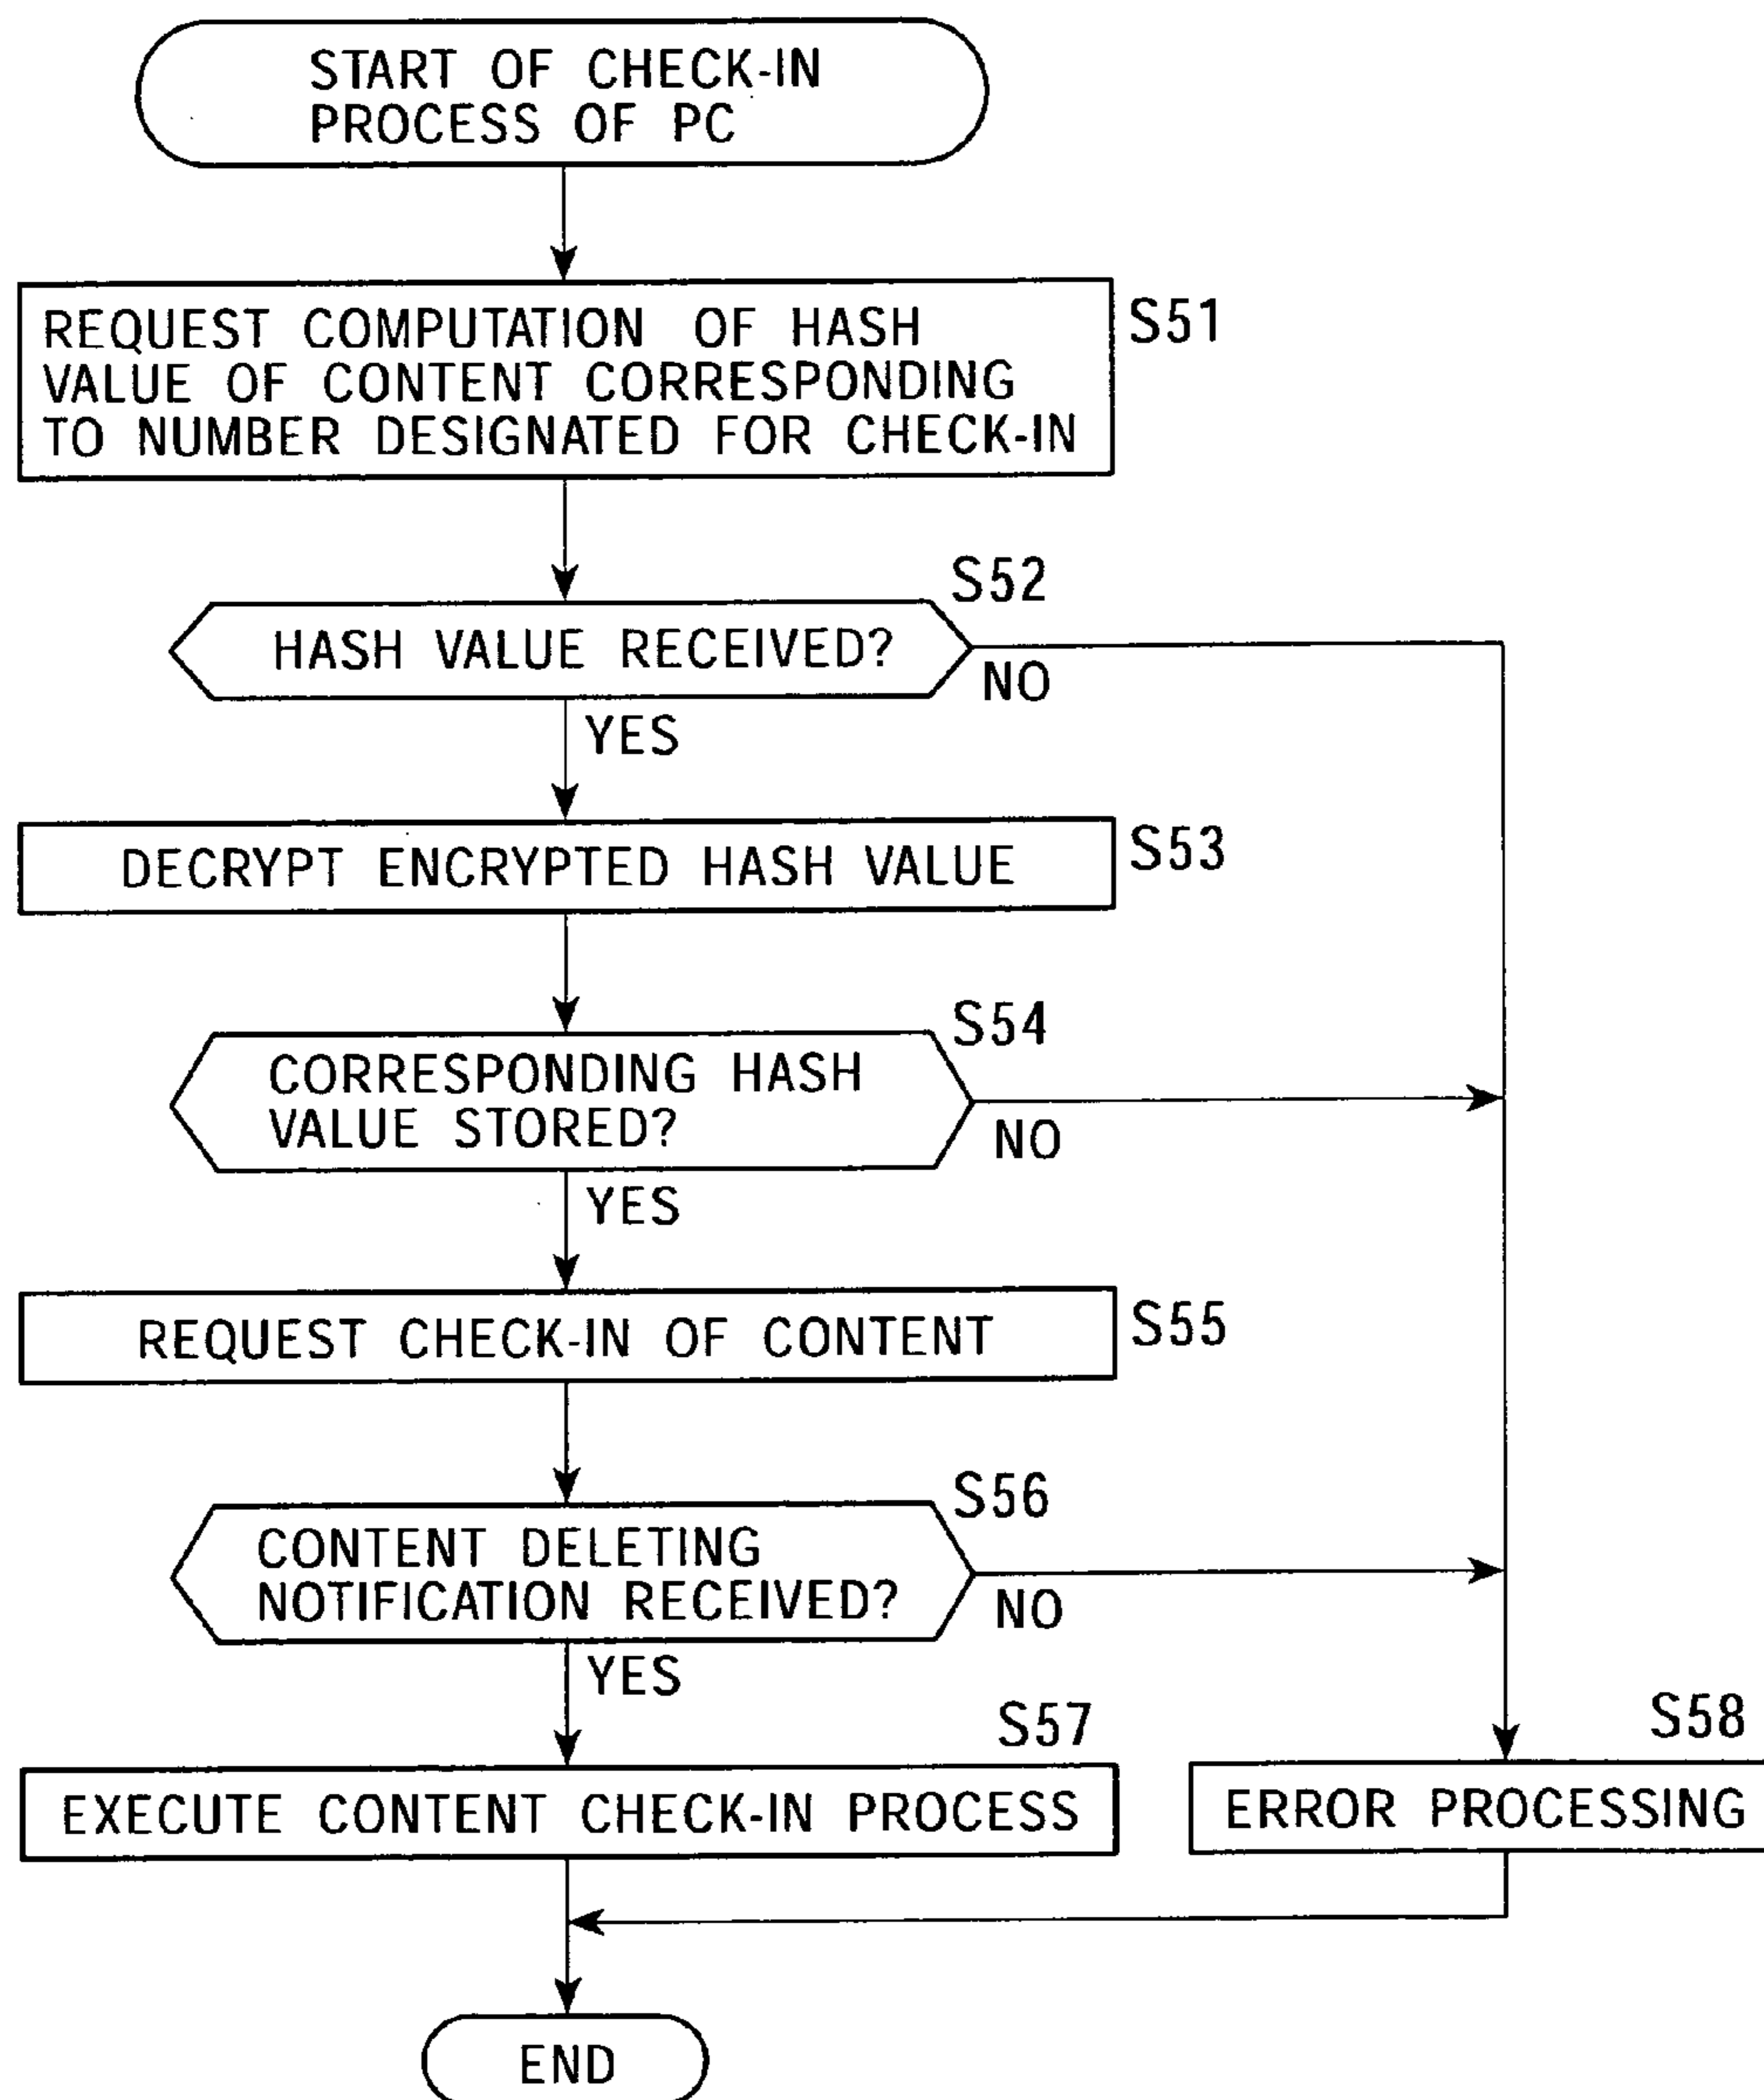 START OF CHECK-IN
PROCESS OF PC
REQUEST COMPUTATION OF HASH
VALUE OF CONTENT CORRESPONDING
TO NUMBER DESIGNATED FOR CHECK-IN
S51
S52
HASH VALUE RECEIVED?
NO
YES
DECRYPT ENCRYPTED HASH VALUE
S53
S54
CORRESPONDING HASH
VALUE STORED?
NO
YES
REQUEST CHECK-IN OF CONTENT
S55
S56
CONTENT DELETING
NOTIFICATION RECEIVED?
NO
YES
S57
EXECUTE CONTENT CHECK-IN PROCESS
S58
ERROR PROCESSING
END